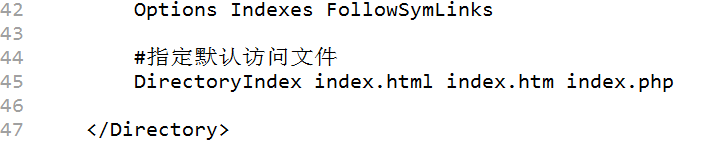 42 Options Indexes FollowSymLinks
43
44 #指定默认访问文件
45 DirectoryIndex index.html index.htm index.php
46
47 </Directory>